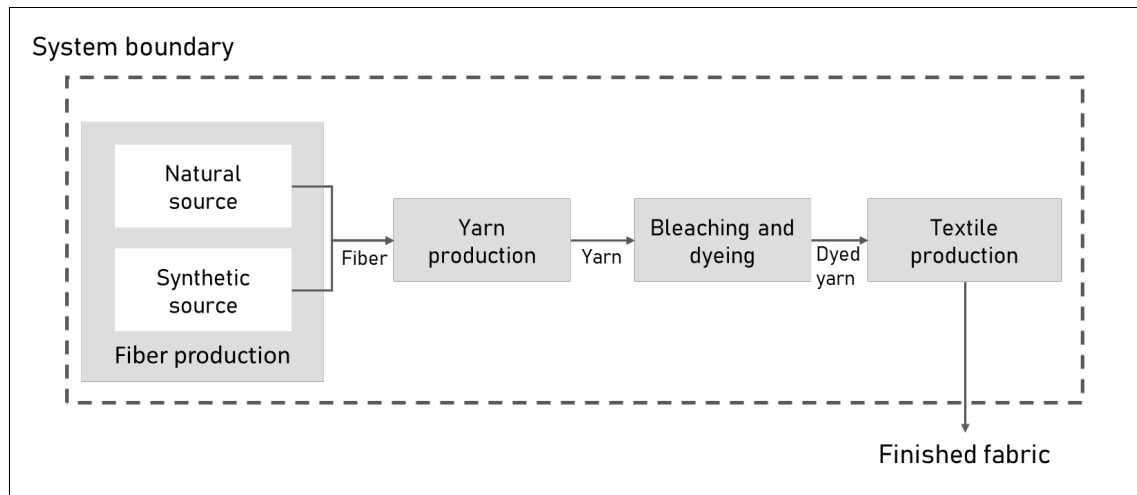 System boundary
Natural
source
Synthetic
source
Fiber production
Fiber
Yarn
production
Yarn
Bleaching and
dyeing
Dyed
yarn
Textile
production
Finished fabric